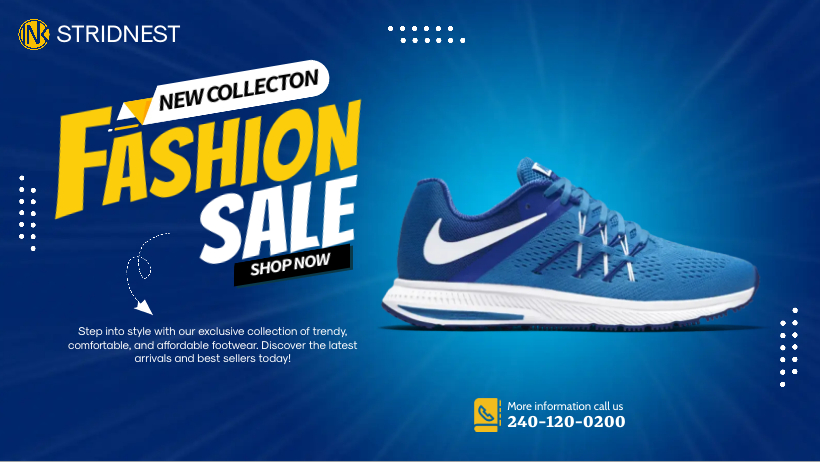 STRIDNEST
NEW COLLECTON
FASHION
SALE
SHOP NOW
Step into style with our exclusive collection of trendy,
comfortable, and affordable footwear. Discover the latest
arrivals and best sellers today!
More information call us
240-120-0200